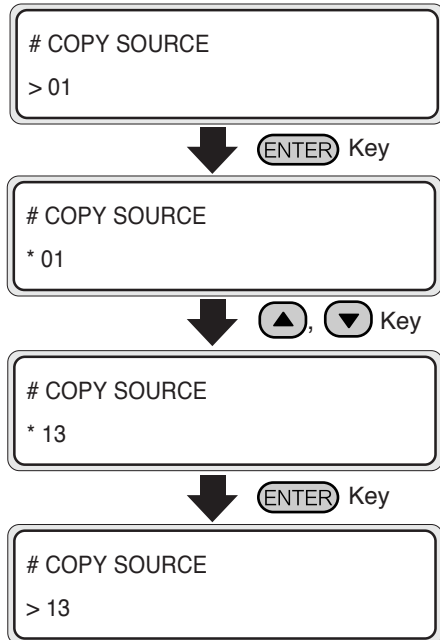 # COPY SOURCE
> 01
ENTER Key
# COPY SOURCE
* 01
▲, ▼ Key
# COPY SOURCE
* 13
ENTER Key
# COPY SOURCE
> 13